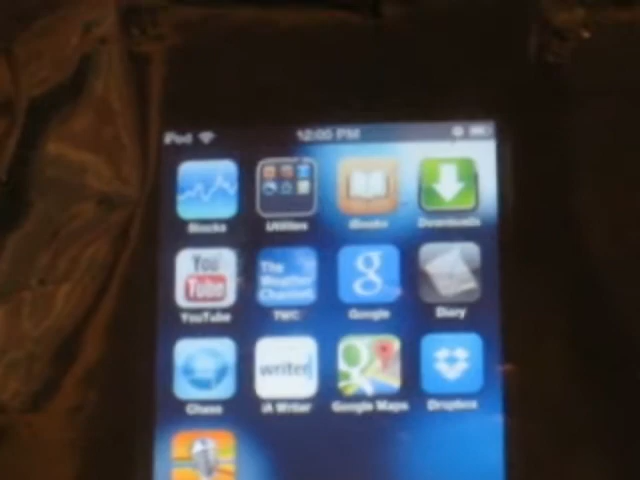 iPod 12:05 PM
Stocks Utilities iBooks Downloads
You
Tube
The
Weather
Channel
g
YouTube TWC Google Diary
writer
Chase iA Writer Google Maps Dropbox